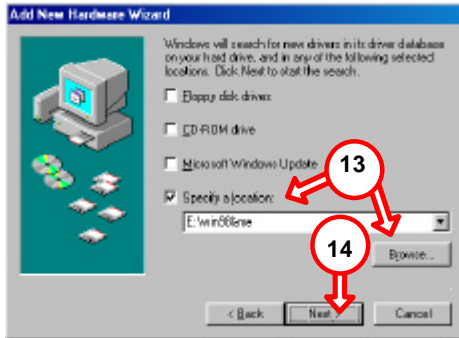 Add New Hardware Wizard
Windows will search for new drivers in its driver database
on your hard drive, and in any of the following selected
locations. Click Next to start the search.
Floppy disk drives
CD-ROM drive
Microsoft Windows Update
13
Specify a location:
14
Browse...
< Back
Next >
Cancel